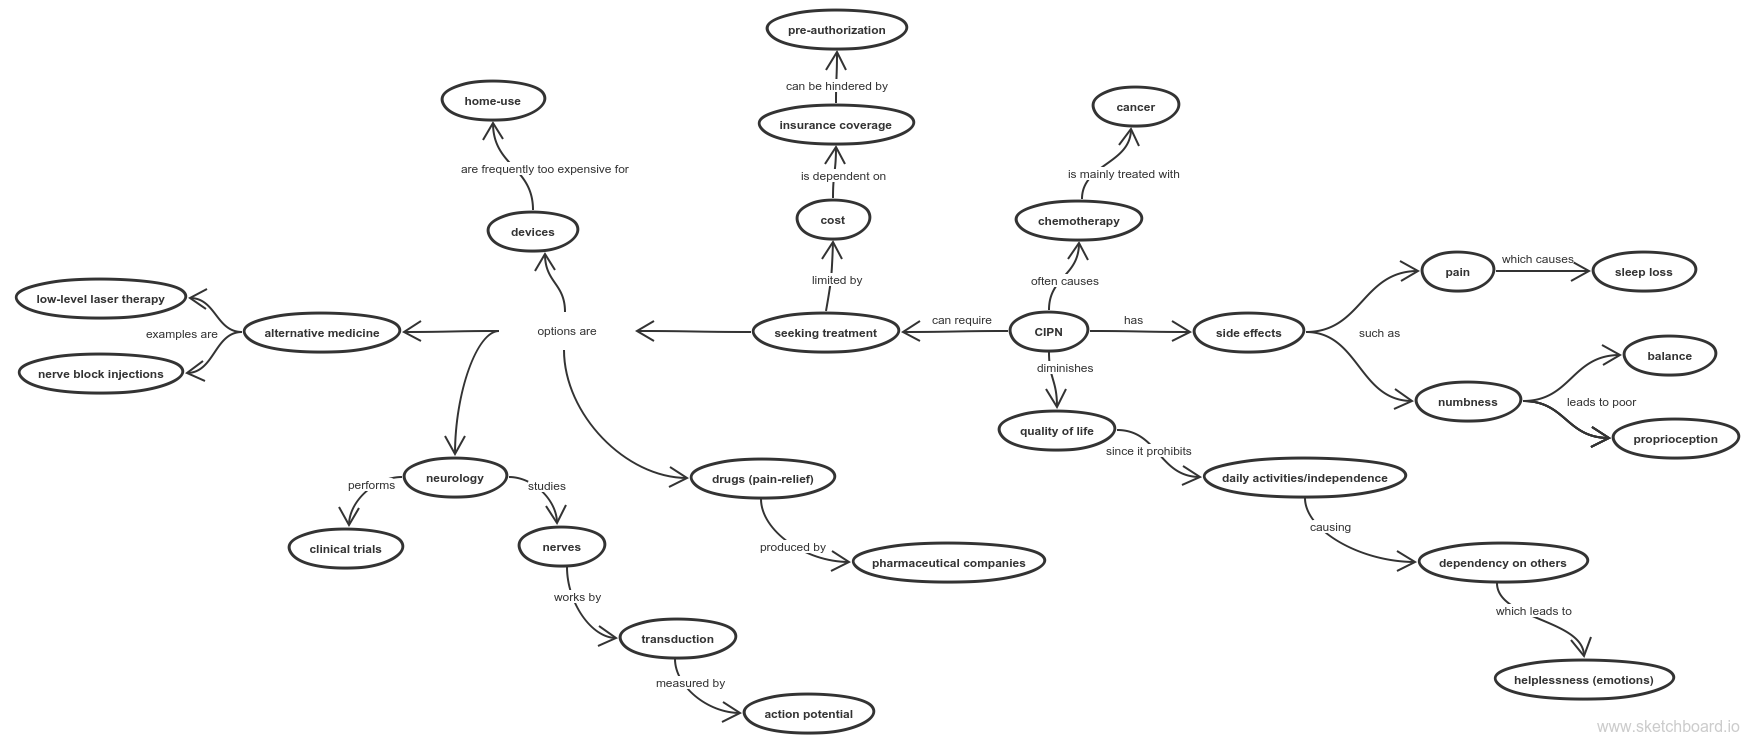 pre-authorization
can be hindered by
home-use
cancer
insurance coverage
are frequently too expensive for
is dependent on
is mainly treated with
devices
cost
chemotherapy
limited by
often causes
pain
which causes
sleep loss
low-level laser therapy
examples are
nerve block injections
alternative medicine
options are
seeking treatment
can require
CIPN
has
side effects
such as
balance
numbness
leads to poor
proprioception
diminishes
quality of life
since it prohibits
daily activities/independence
causing
neurology
performs
studies
drugs (pain-relief)
clinical trials
nerves
produced by
pharmaceutical companies
dependency on others
works by
which leads to
transduction
measured by
helplessness (emotions)
action potential
www.sketchboard.io